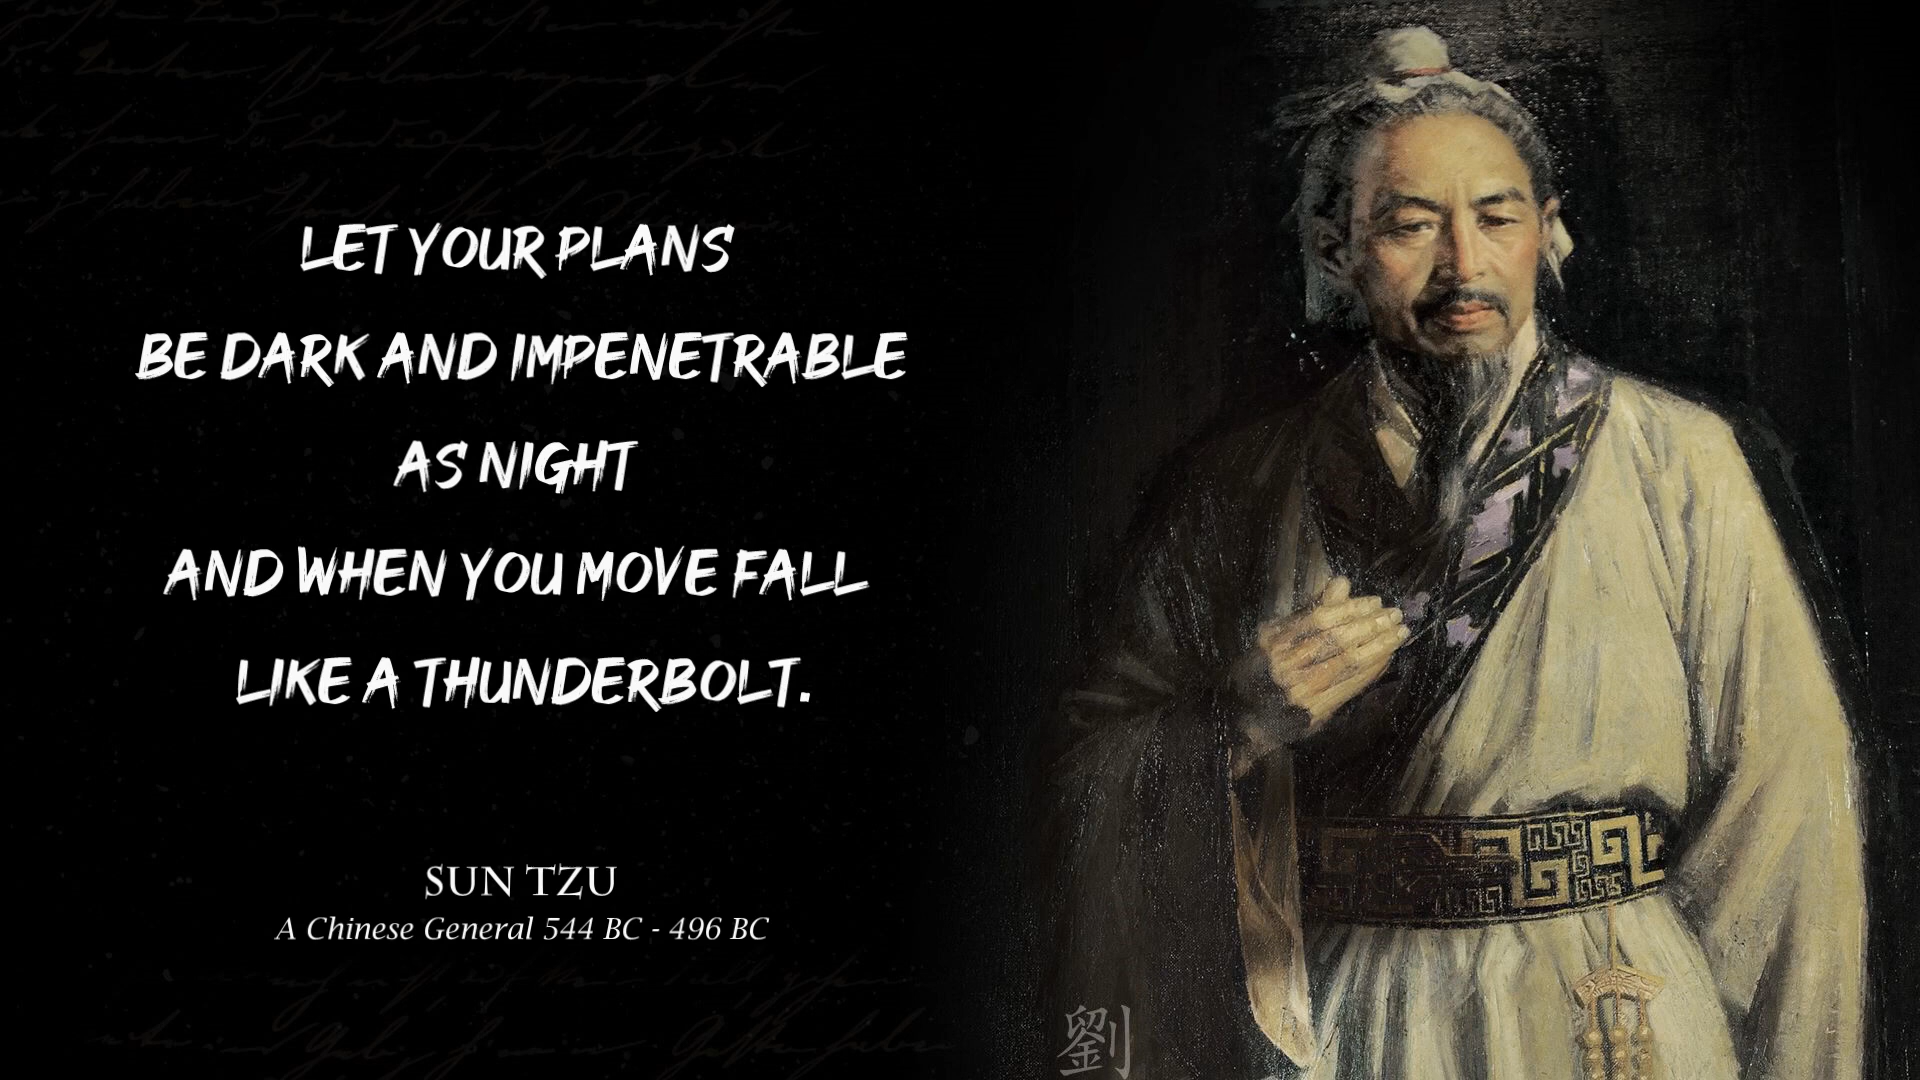 LET YOUR PLANS
BE DARK AND IMPENETRABLE
AS NIGHT
AND WHEN YOU MOVE FALL
LIKE A THUNDERBOLT.
SUN TZU
A Chinese General 544 BC - 496 BC
劉